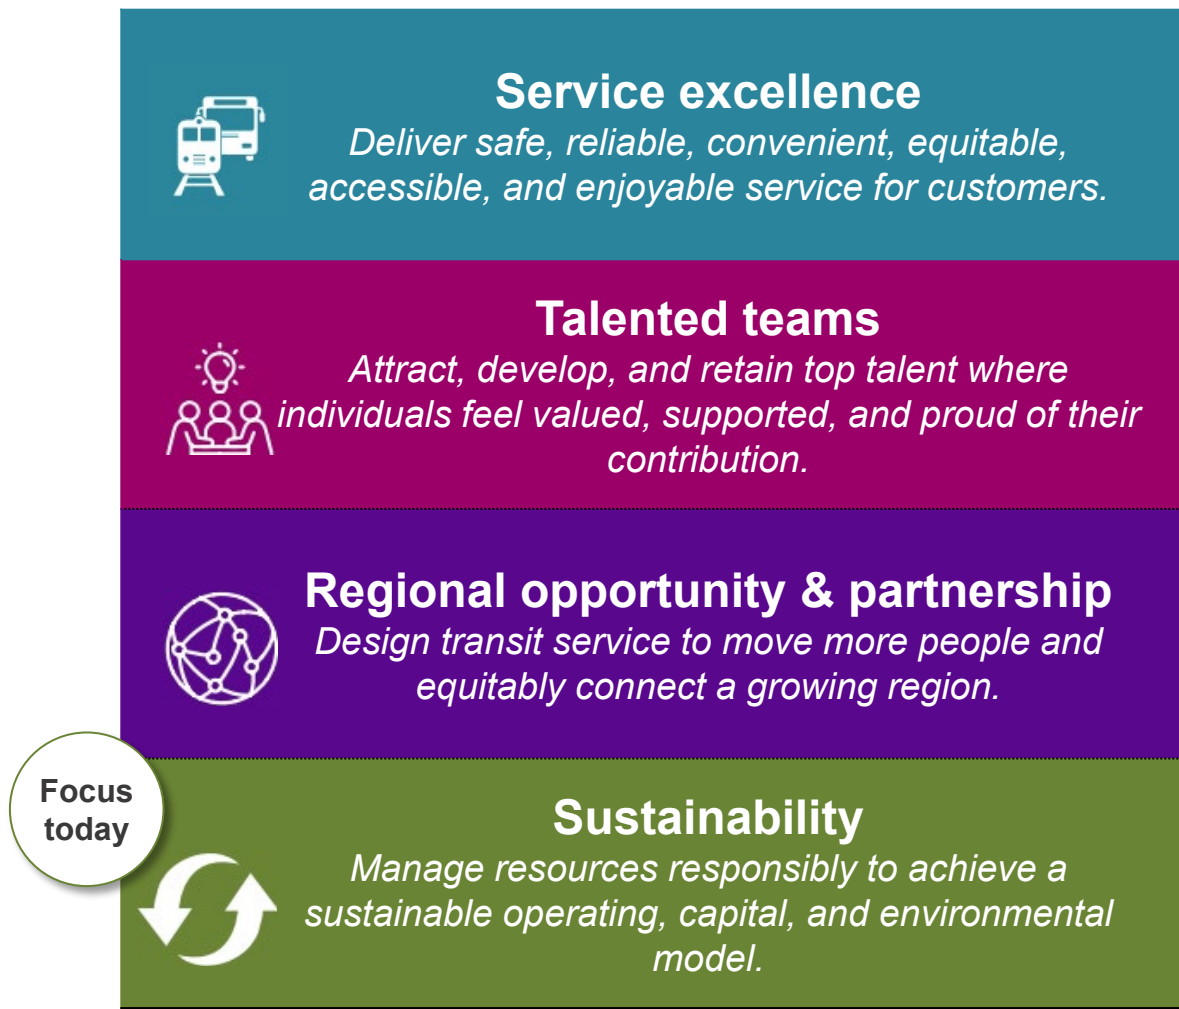 Service excellence
Deliver safe, reliable, convenient, equitable,
accessible, and enjoyable service for customers.
Talented teams
Attract, develop, and retain top talent where
individuals feel valued, supported, and proud of their
contribution.
Regional opportunity & partnership
Design transit service to move more people and
equitably connect a growing region.
Focus
today
Sustainability
Manage resources responsibly to achieve a
sustainable operating, capital, and environmental
model.